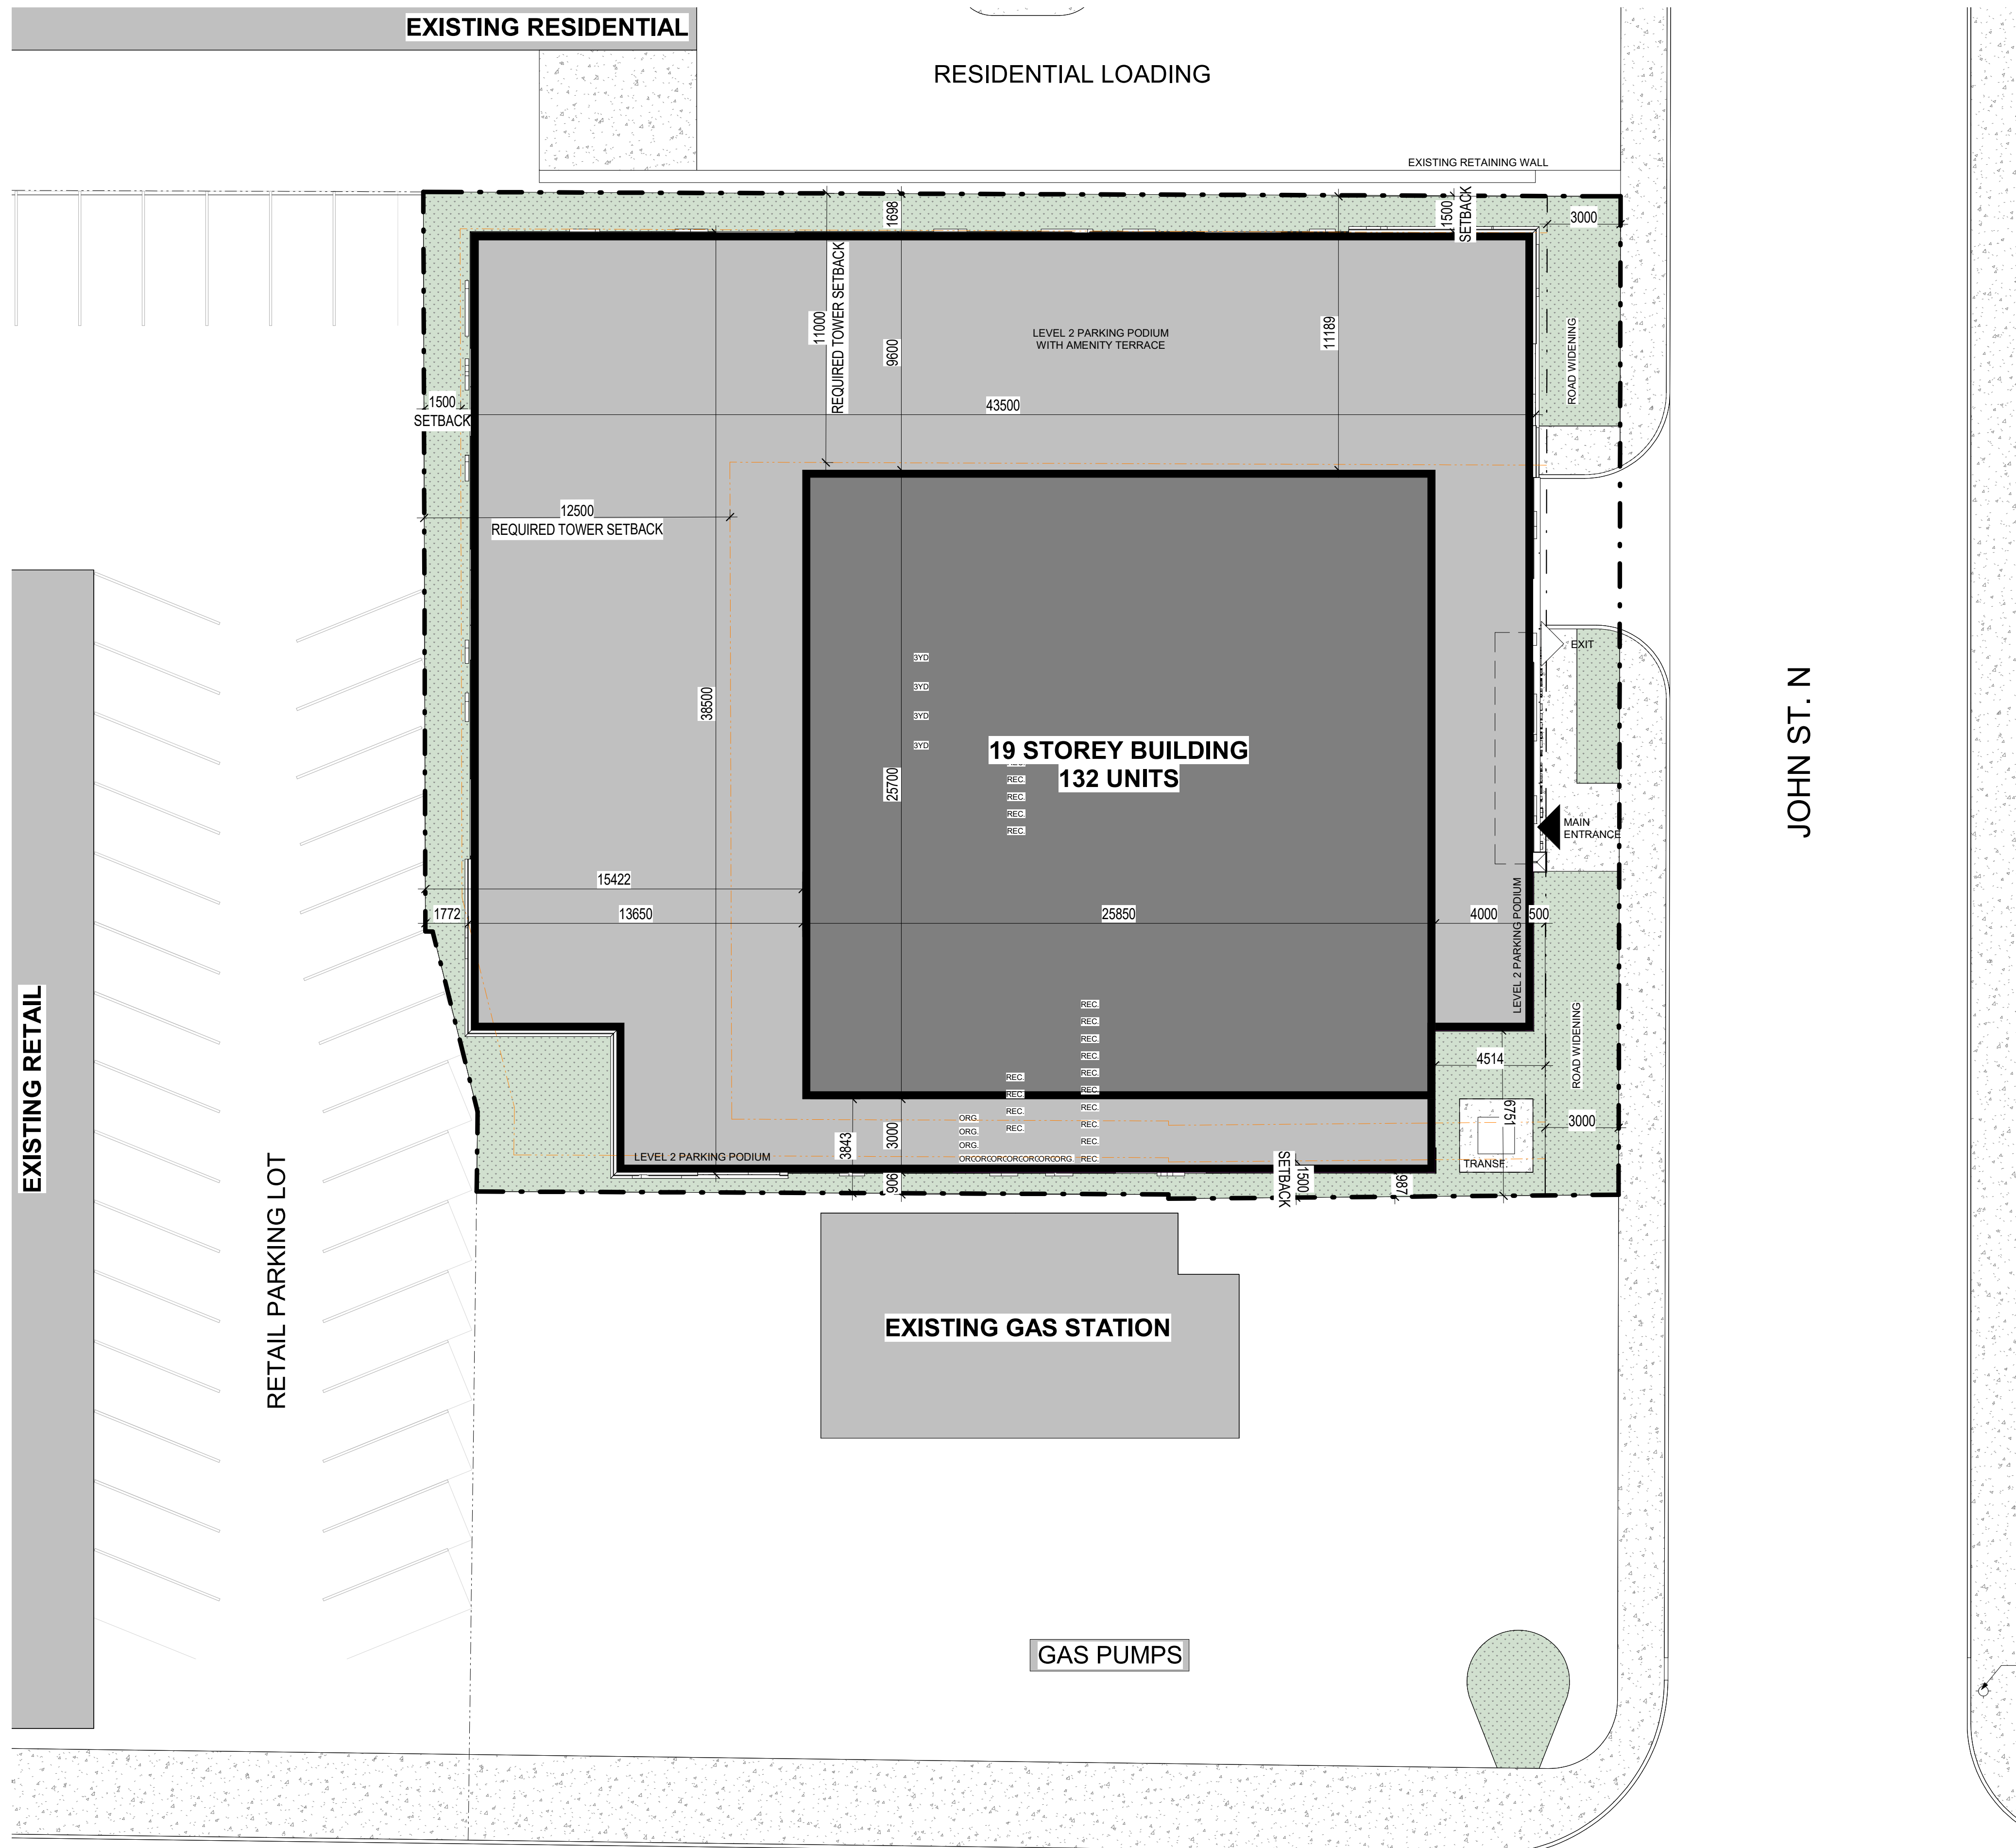 EXISTING RESIDENTIAL
RESIDENTIAL LOADING
EXISTING RETAINING WALL
1698
1500
SETBACK
3000
11000
REQUIRED TOWER SETBACK
9600
LEVEL 2 PARKING PODIUM
WITH AMENITY TERRACE
11189
ROAD WIDENING
1500
SETBACK
43500
12500
REQUIRED TOWER SETBACK
EXIT
3YD
3YD
3YD
3YD
38500
19 STOREY BUILDING
132 UNITS
25700
REC.
REC.
REC.
REC.
JOHN ST. N
MAIN
ENTRANCE
15422
1772
13650
25850
4000
500
LEVEL 2 PARKING PODIUM
EXISTING RETAIL
REC.
REC.
REC.
REC.
REC.
REC.
REC.
REC.
REC.
REC.
REC.
REC.
REC.
REC.
ORG.
ORG.
ORG.
ORG.
4514
ROAD WIDENING
6751
3000
3843
3000
LEVEL 2 PARKING PODIUM
TRANSF.
906
SETBACK
1500
987
RETAIL PARKING LOT
EXISTING GAS STATION
GAS PUMPS